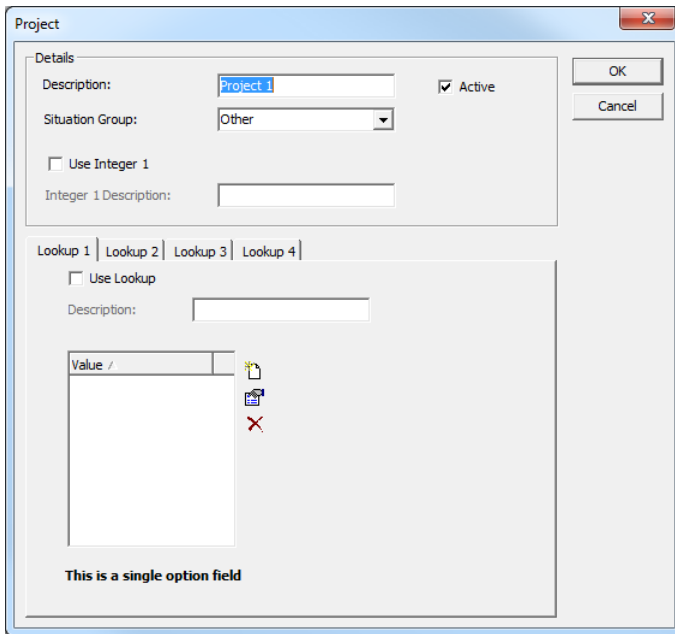 Project
Details
Description: Project 1 Active OK
Situation Group: Other Cancel
Use Integer 1
Integer 1 Description:
Lookup 1 Lookup 2 Lookup 3 Lookup 4
Use Lookup
Description:
Value
This is a single option field